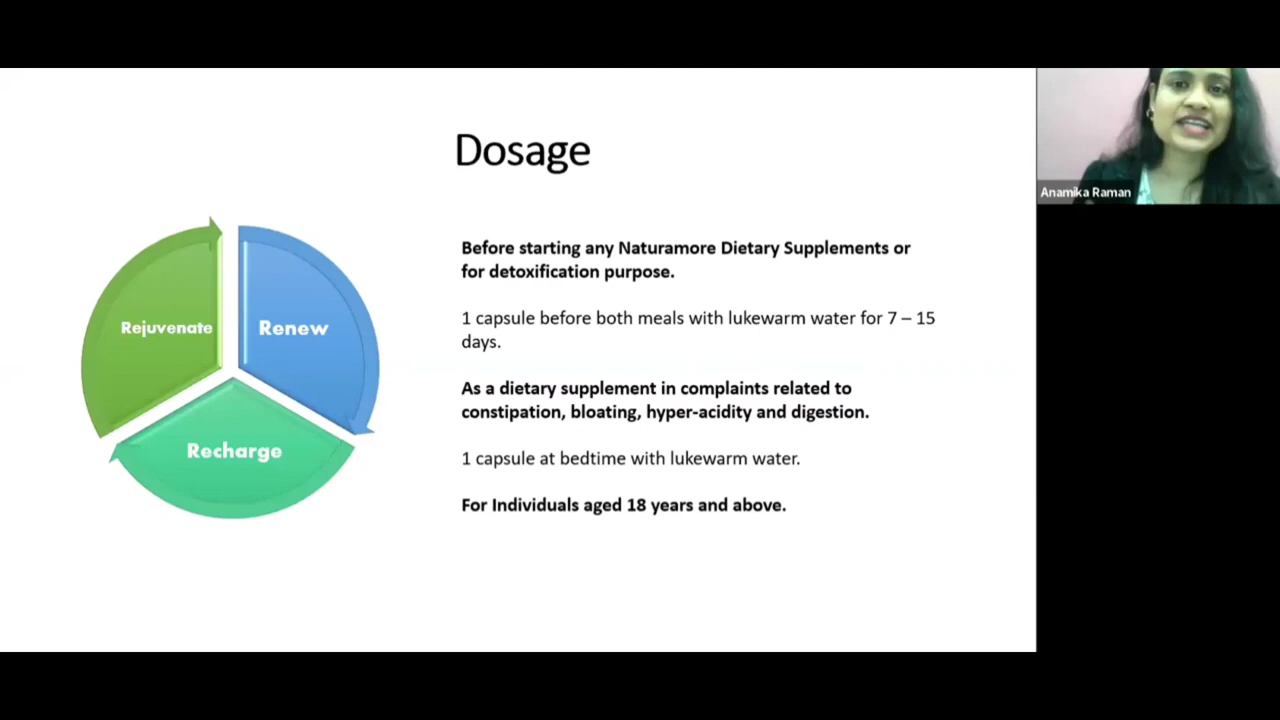 Dosage
Anamika Raman
Rejuvenate
Renew
Recharge
Before starting any Naturamore Dietary Supplements or
for detoxification purpose.
1 capsule before both meals with lukewarm water for 7 – 15
days.
As a dietary supplement in complaints related to
constipation, bloating, hyper-acidity and digestion.
1 capsule at bedtime with lukewarm water.
For Individuals aged 18 years and above.